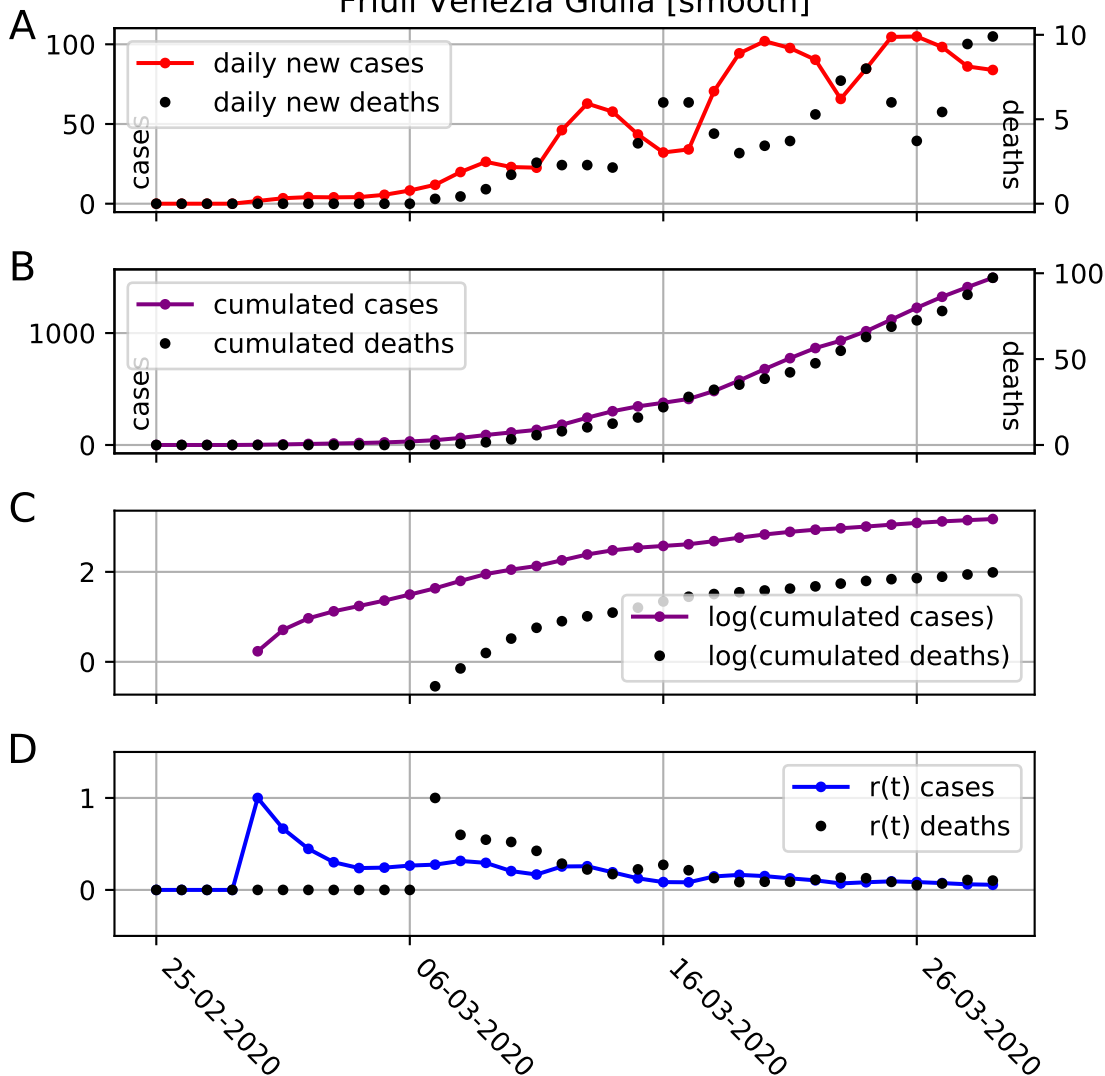 Friuli Venezia Giulia [smooth]
A
100
50
0
cases
daily new cases
daily new deaths
10
5
0
deaths
B
1000
0
cases
cumulated cases
cumulated deaths
100
50
0
deaths
C
2
0
log(cumulated cases)
log(cumulated deaths)
D
1
0
r(t) cases
r(t) deaths
25-02-2020
06-03-2020
16-03-2020
26-03-2020